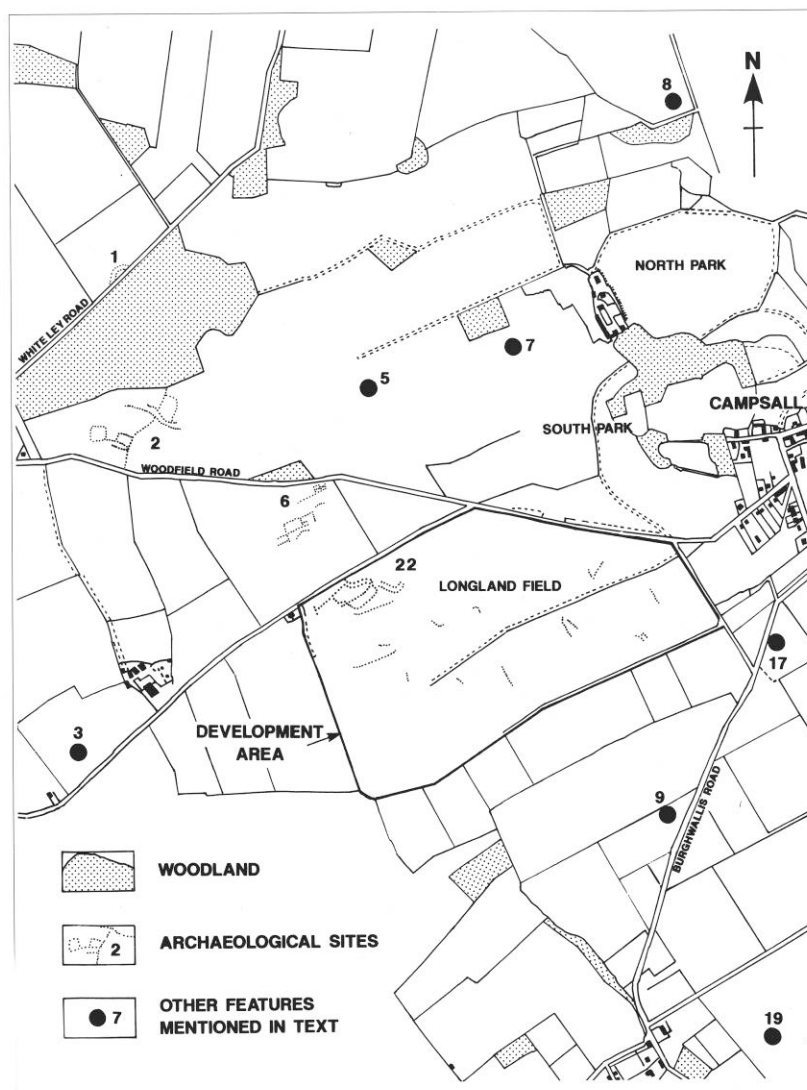 N
8
NORTH PARK
1
WHITE LEY ROAD
7
5
CAMPSALL
SOUTH PARK
2
WOODFIELD ROAD
6
22
LONGLAND FIELD
17
DEVELOPMENT
AREA
3
9
BURGHWALLIS ROAD
WOODLAND
2
ARCHAEOLOGICAL SITES
7
OTHER FEATURES
MENTIONED IN TEXT
19